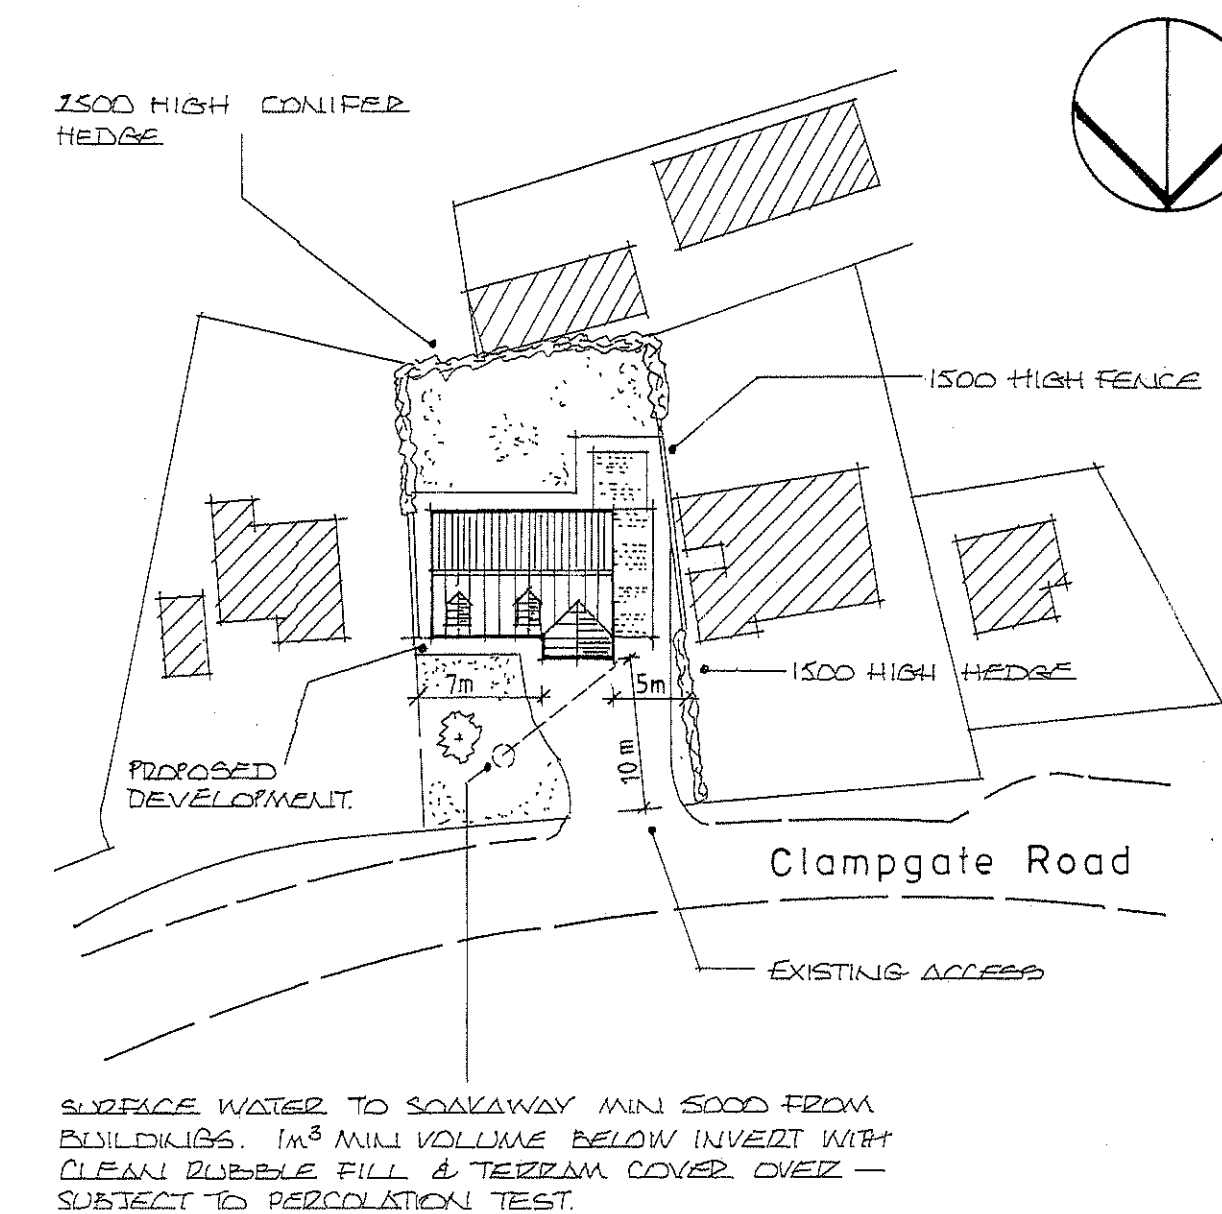 2500 HIGH CONIFER
HEDGE
1500 HIGH FENCE
1500 HIGH HEDGE
7m
5m
10 m
PROPOSED
DEVELOPMENT.
Clampgate Road
EXISTING ACCESS
SURFACE WATER TO SOAKAWAY MIN 5000 FROM
BUILDINGS. 1m³ MIN VOLUME BELOW INVERT WITH
CLEAN RUBBLE FILL & TERRAM COVER OVER —
SUBJECT TO PERCOLATION TEST.